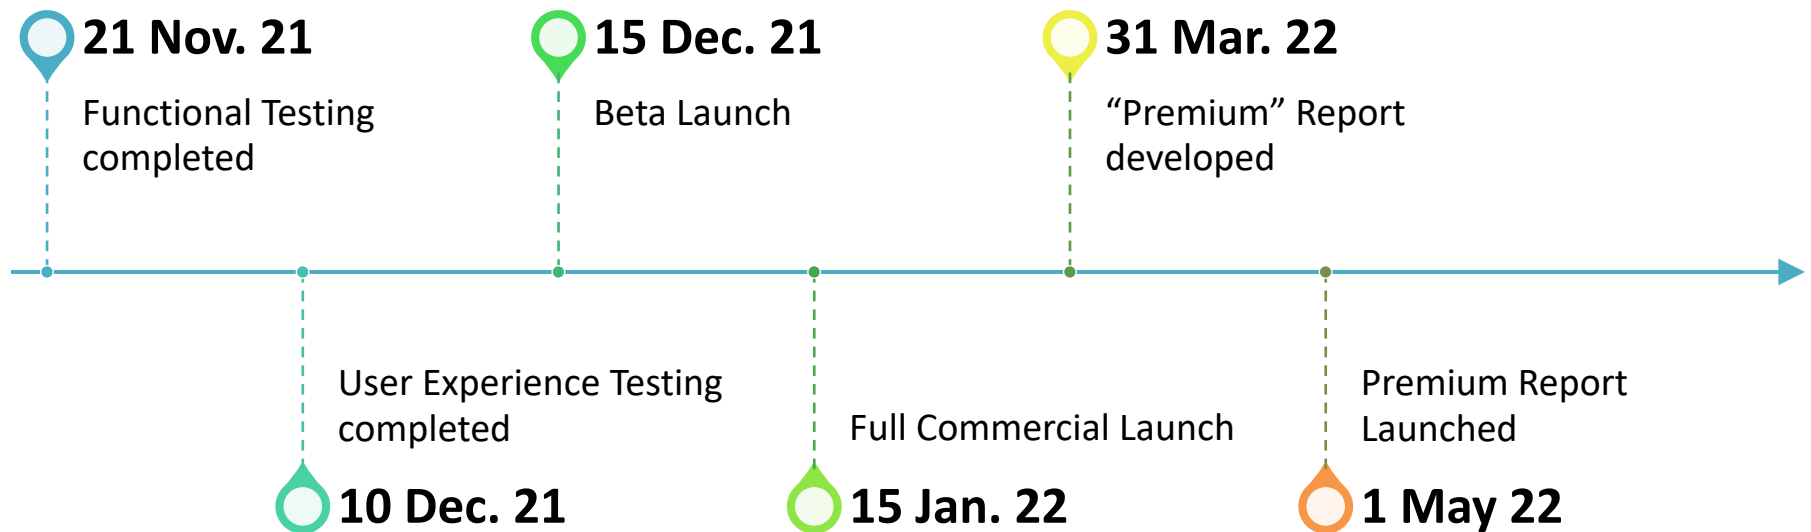 21 Nov. 21
Functional Testing
completed
15 Dec. 21
Beta Launch
31 Mar. 22
“Premium” Report
developed
User Experience Testing
completed
10 Dec. 21
Full Commercial Launch
15 Jan. 22
Premium Report
Launched
1 May 22